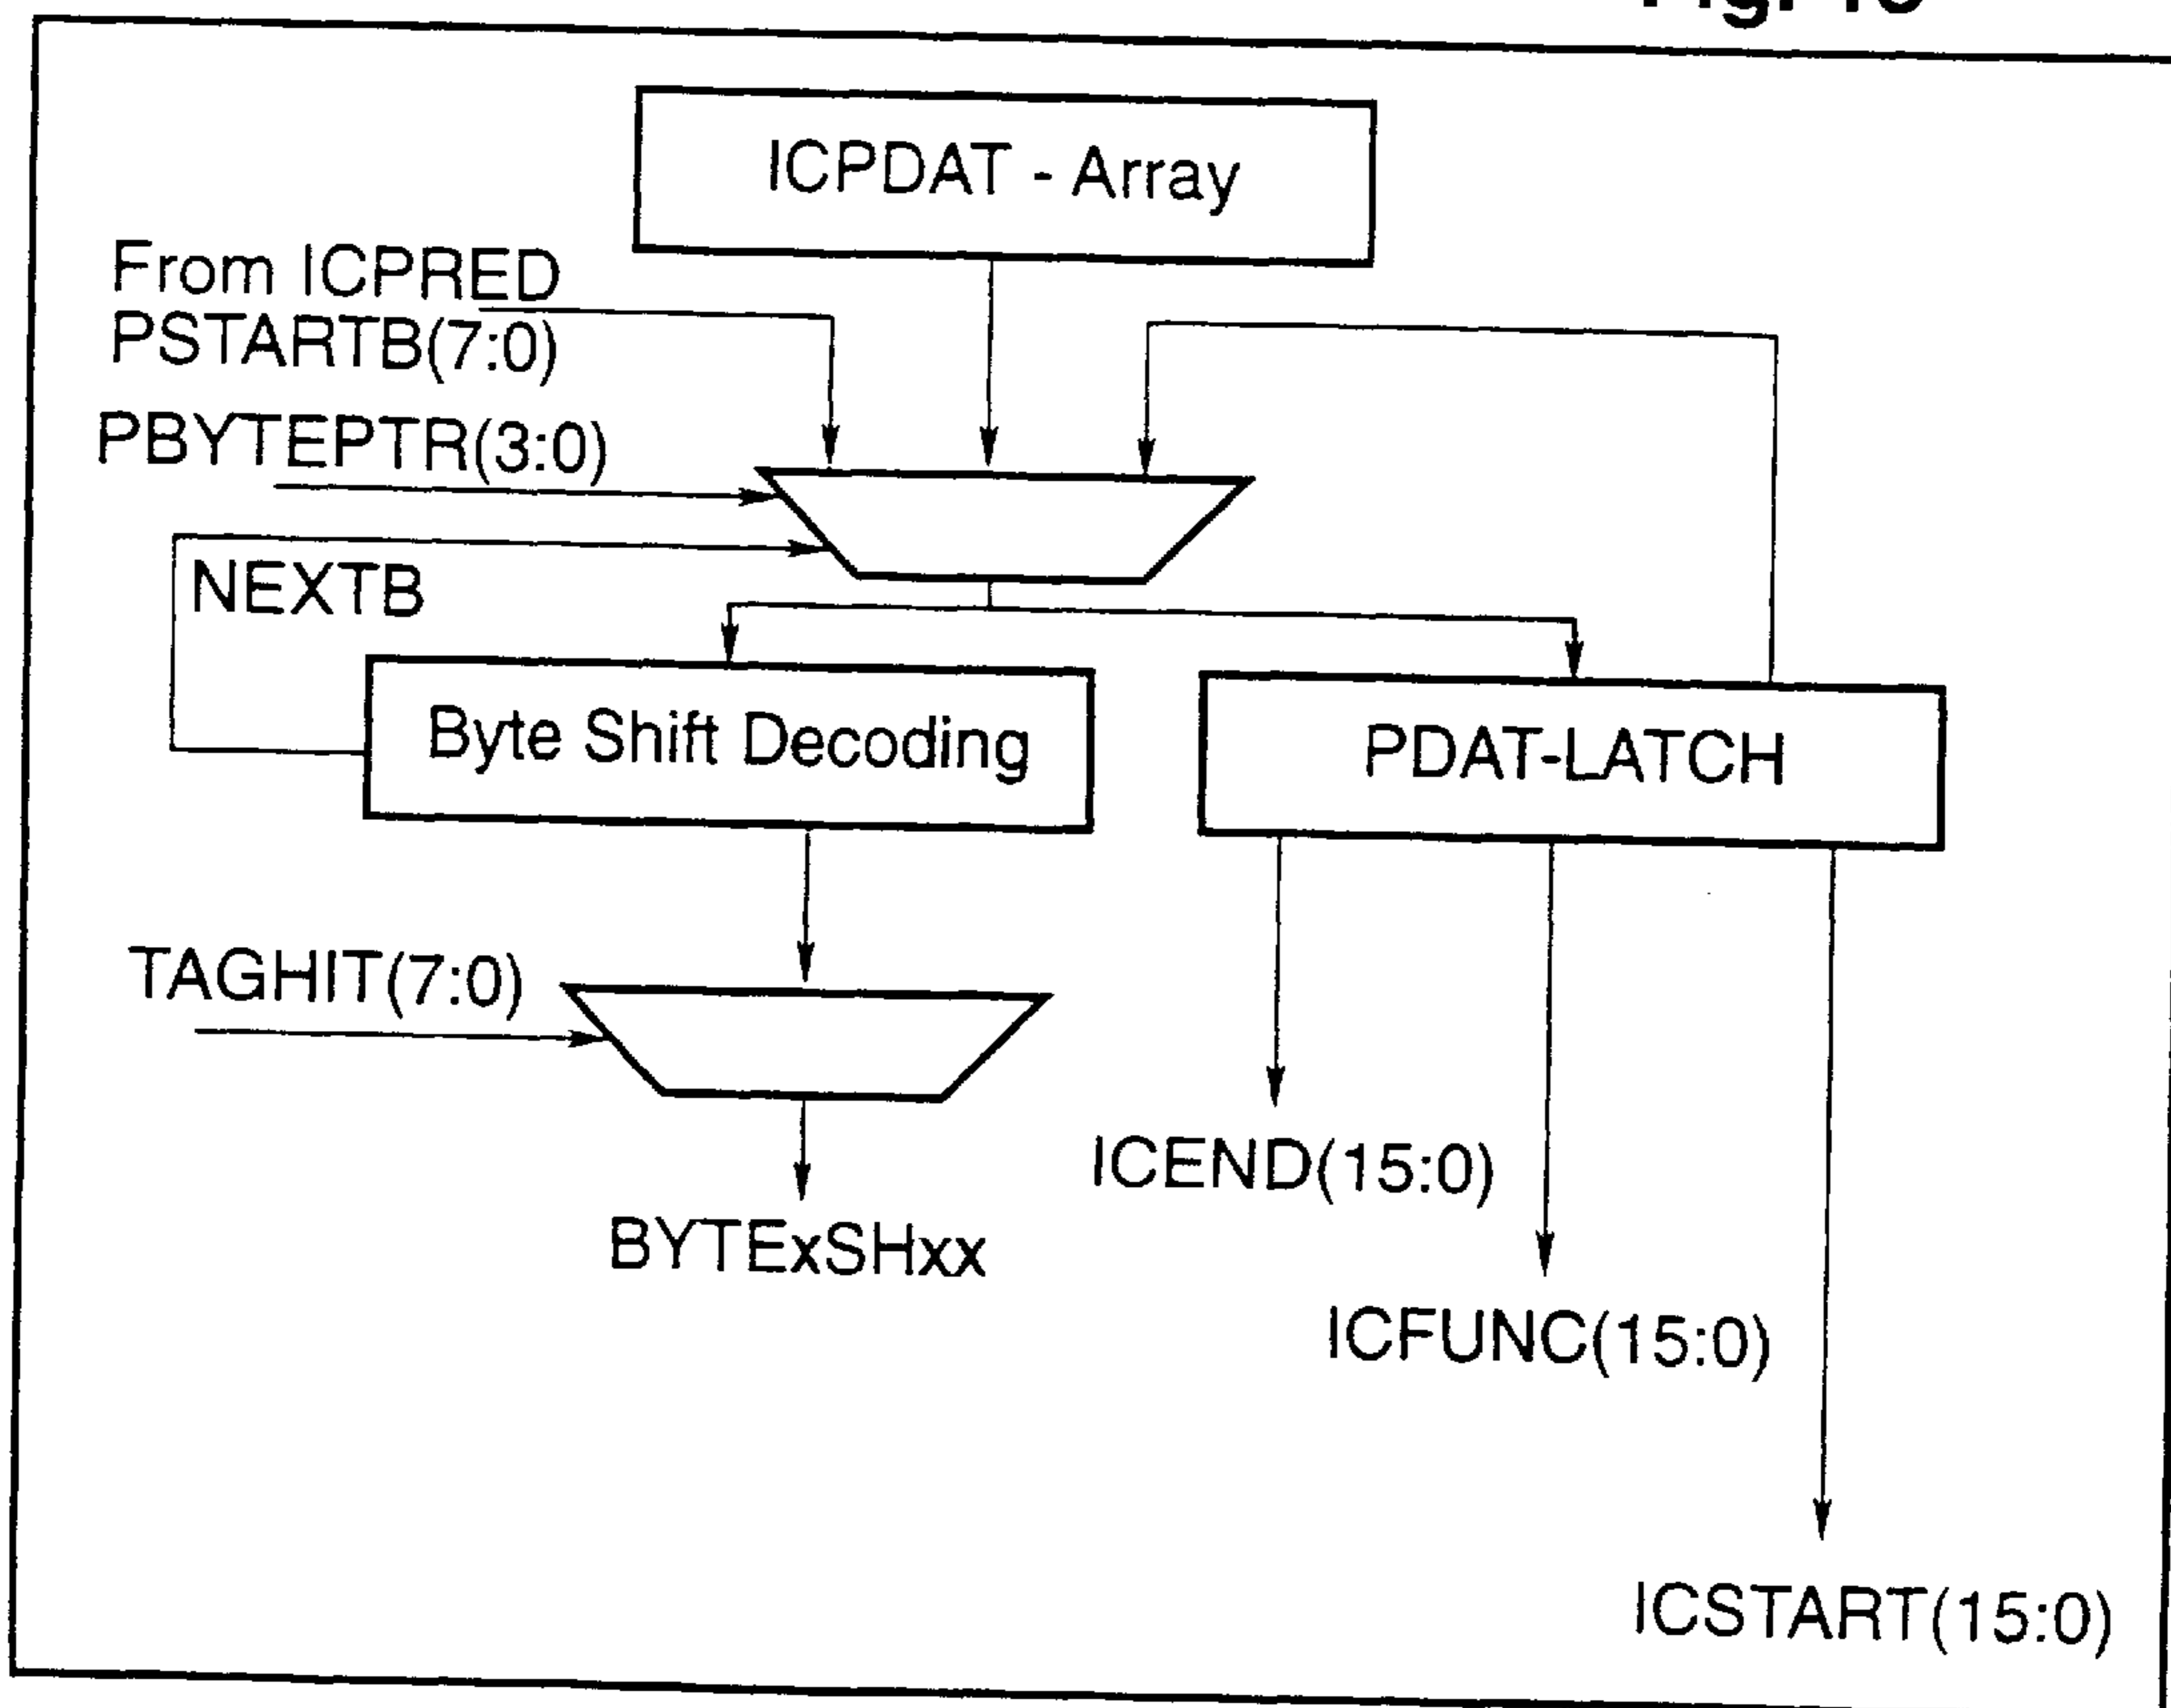 ICPDAT - Array
From ICPRED
PSTARTB(7:0)
PBYTEPTR(3:0)
NEXTB
Byte Shift Decoding
PDAT-LATCH
TAGHIT(7:0)
ICEND(15:0)
BYTExSHxx
ICFUNC(15:0)
ICSTART(15:0)